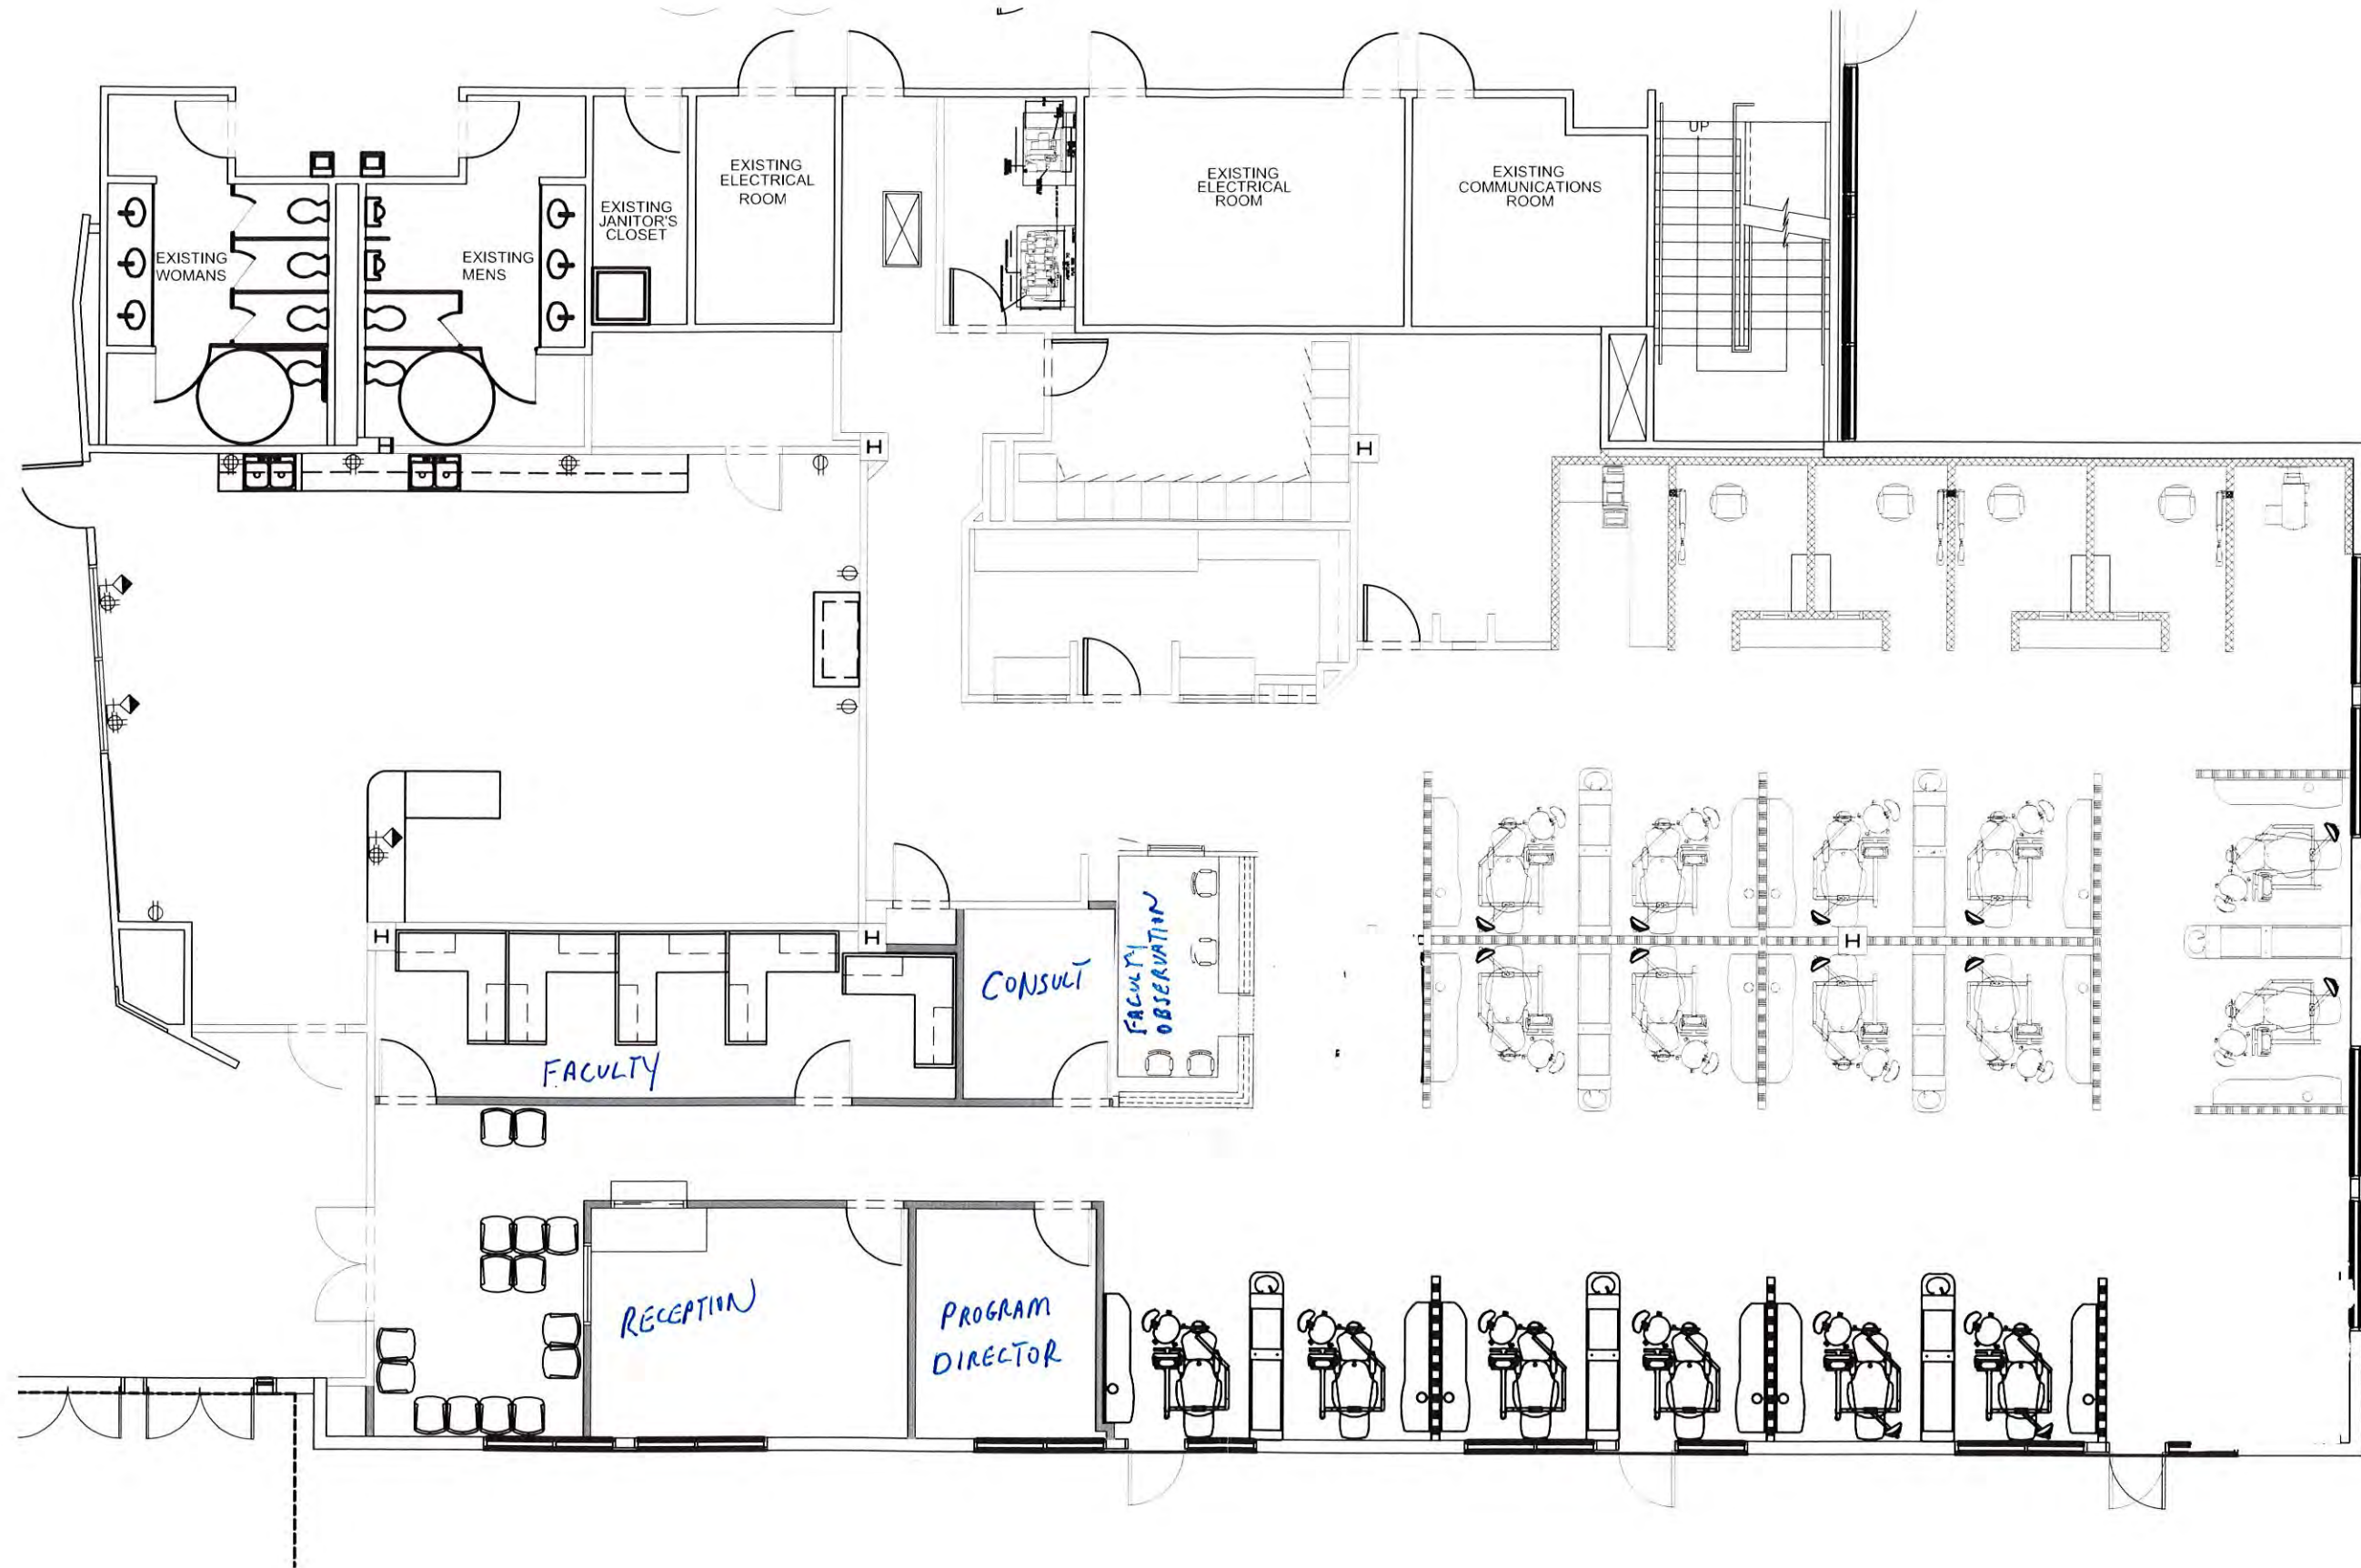 UP
EXISTING
ELECTRICAL
ROOM
EXISTING
ELECTRICAL
ROOM
EXISTING
COMMUNICATIONS
ROOM
EXISTING
JANITOR'S
CLOSET
EXISTING
WOMANS
EXISTING
MENS
H
H
H
H
H
H
FACULTY
OBSERVATION
CONSULT
FACULTY
RECEPTION
PROGRAM
DIRECTOR